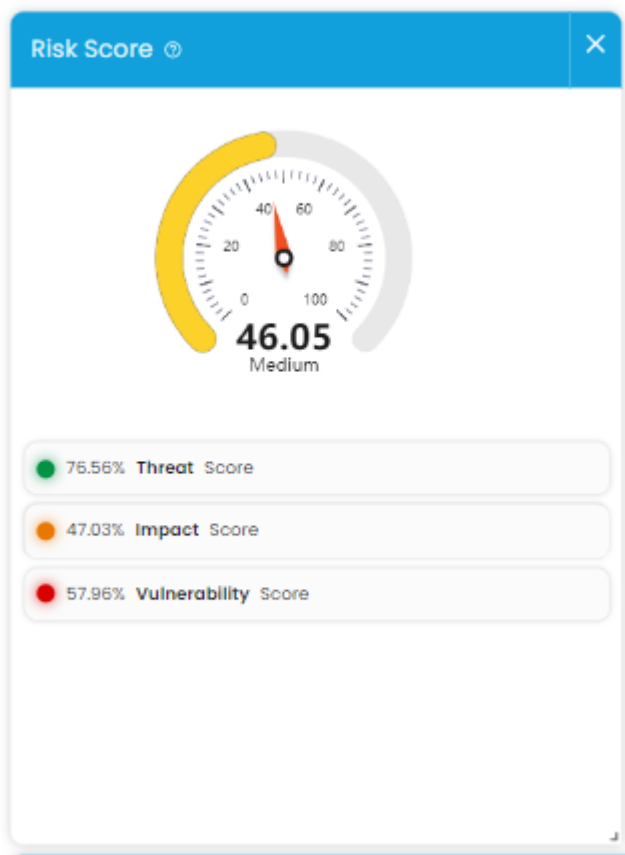 Risk Score ?
40 60
20 80
0 100
46.05
Medium
76.56% Threat Score
47.03% Impact Score
57.96% Vulnerability Score